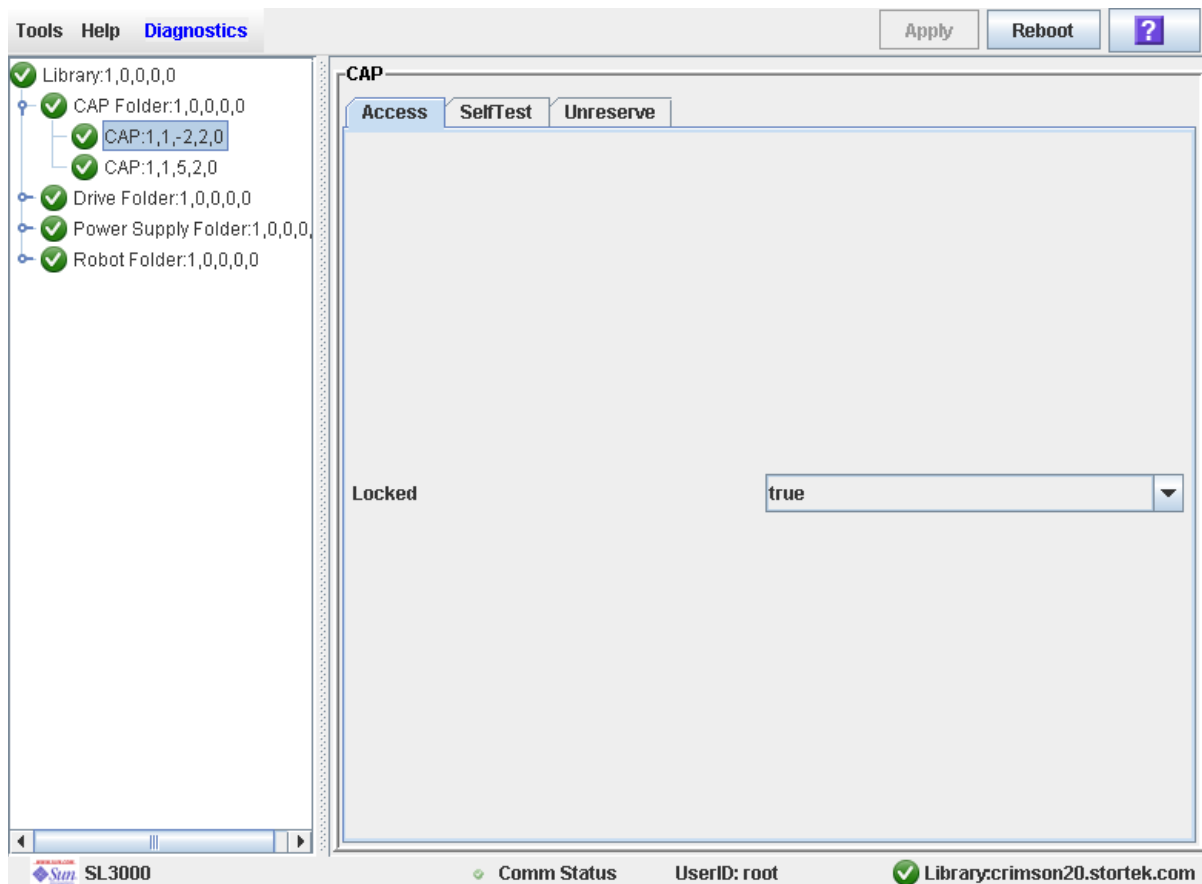 Tools Help Diagnostics
Apply Reboot ?
Library:1,0,0,0,0
CAP Folder:1,0,0,0,0
CAP:1,1,-2,2,0
CAP:1,1,5,2,0
Drive Folder:1,0,0,0,0
Power Supply Folder:1,0,0,0,
Robot Folder:1,0,0,0,0
CAP
Access SelfTest Unreserve
Locked true
Sun SL3000 Comm Status UserID: root Library:crimson20.stortek.com